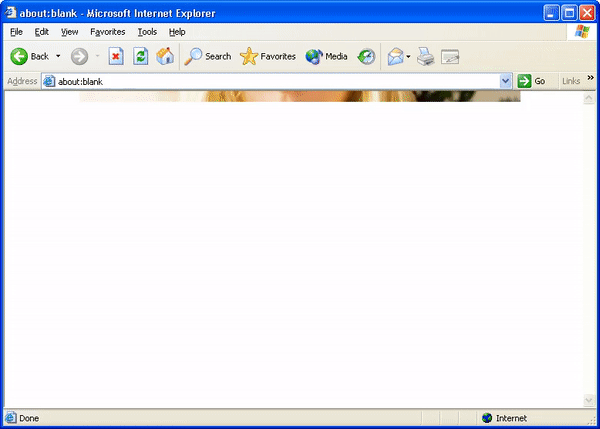 about:blank - Microsoft Internet Explorer
File Edit View Favorites Tools Help
Back Search Favorites Media
Address about:blank Go Links »
Done Internet